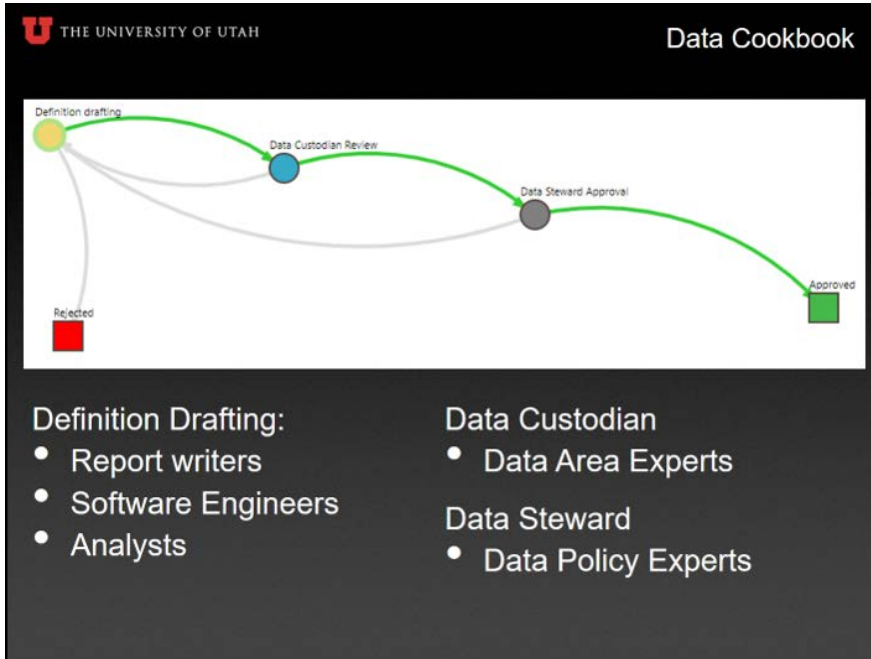 THE UNIVERSITY OF UTAH
Data Cookbook
Definition drafting
Data Custodian Review
Data Steward Approval
Approved
Rejected
Definition Drafting:
• Report writers
• Software Engineers
• Analysts
Data Custodian
• Data Area Experts
Data Steward
• Data Policy Experts